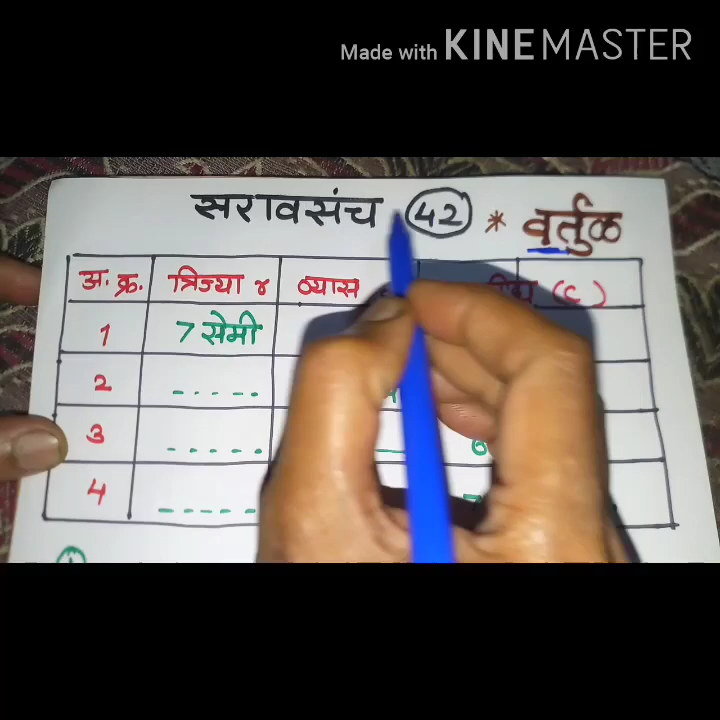 Made with KINEMASTER
सरावसंच 42 * वर्तुळ
अ. क्र. त्रिज्या r व्यास (c)
1 7 सेमी
2 - - - - -
3 - - - - -
4 - - - - -